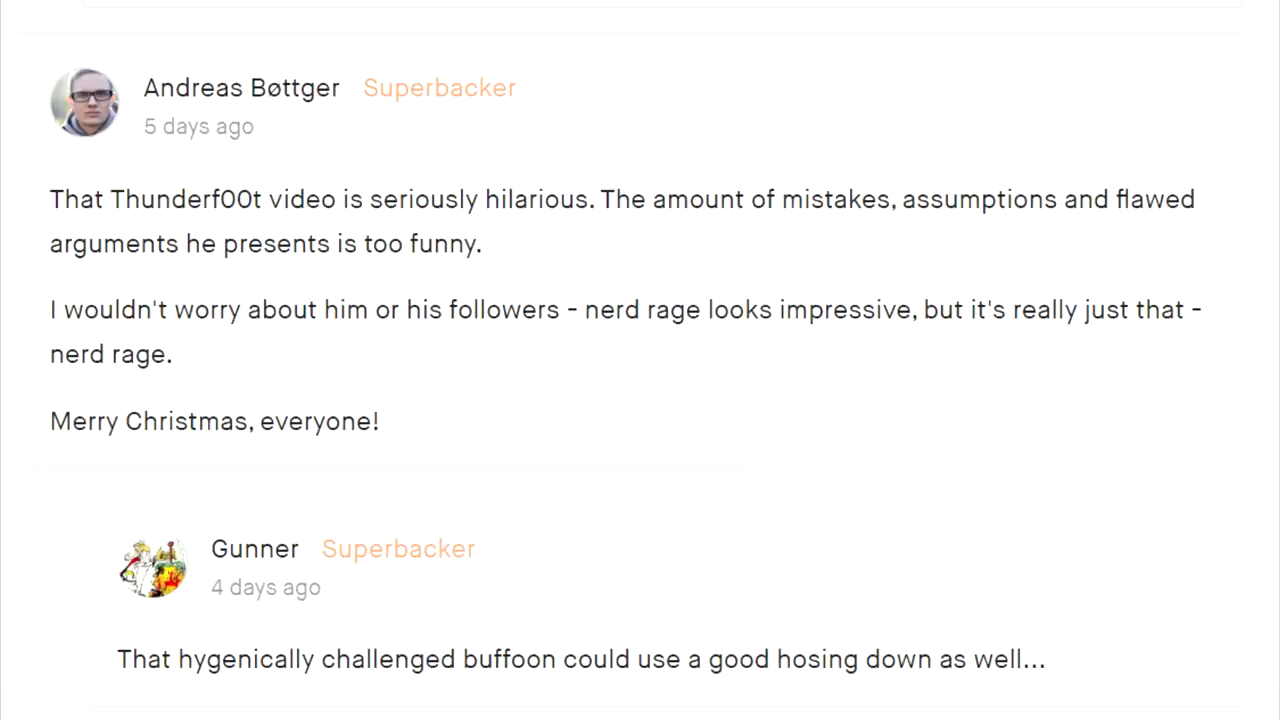 Andreas Bøttger Superbacker
5 days ago
That Thunderf00t video is seriously hilarious. The amount of mistakes, assumptions and flawed
arguments he presents is too funny.
I wouldn't worry about him or his followers - nerd rage looks impressive, but it's really just that -
nerd rage.
Merry Christmas, everyone!
Gunner Superbacker
4 days ago
That hygenically challenged buffoon could use a good hosing down as well...